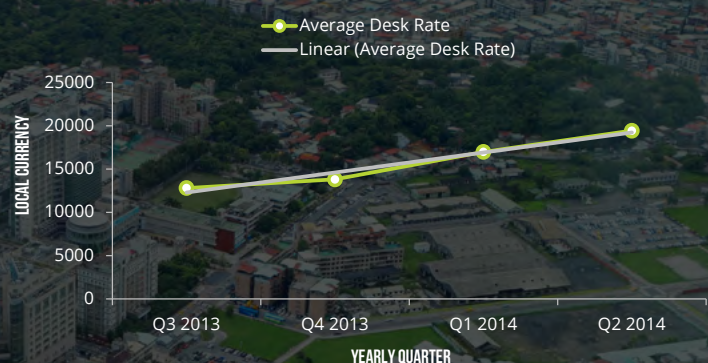 Average Desk Rate
Linear (Average Desk Rate)
25000
20000
15000
10000
5000
0
LOCAL CURRENCY
Q3 2013 Q4 2013 Q1 2014 Q2 2014
YEARLY QUARTER